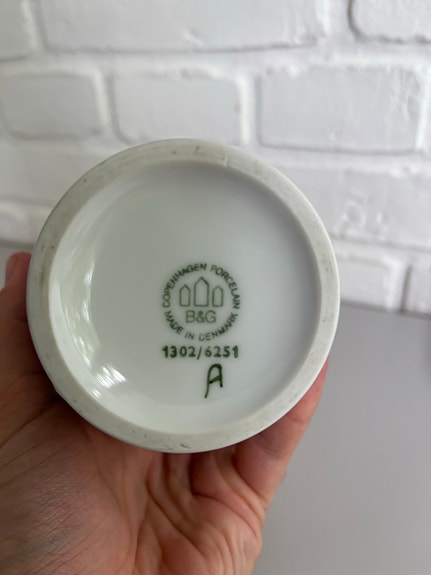 COPENHAGEN PORCELAIN
B&G
MADE IN DENMARK
1302/6251
A